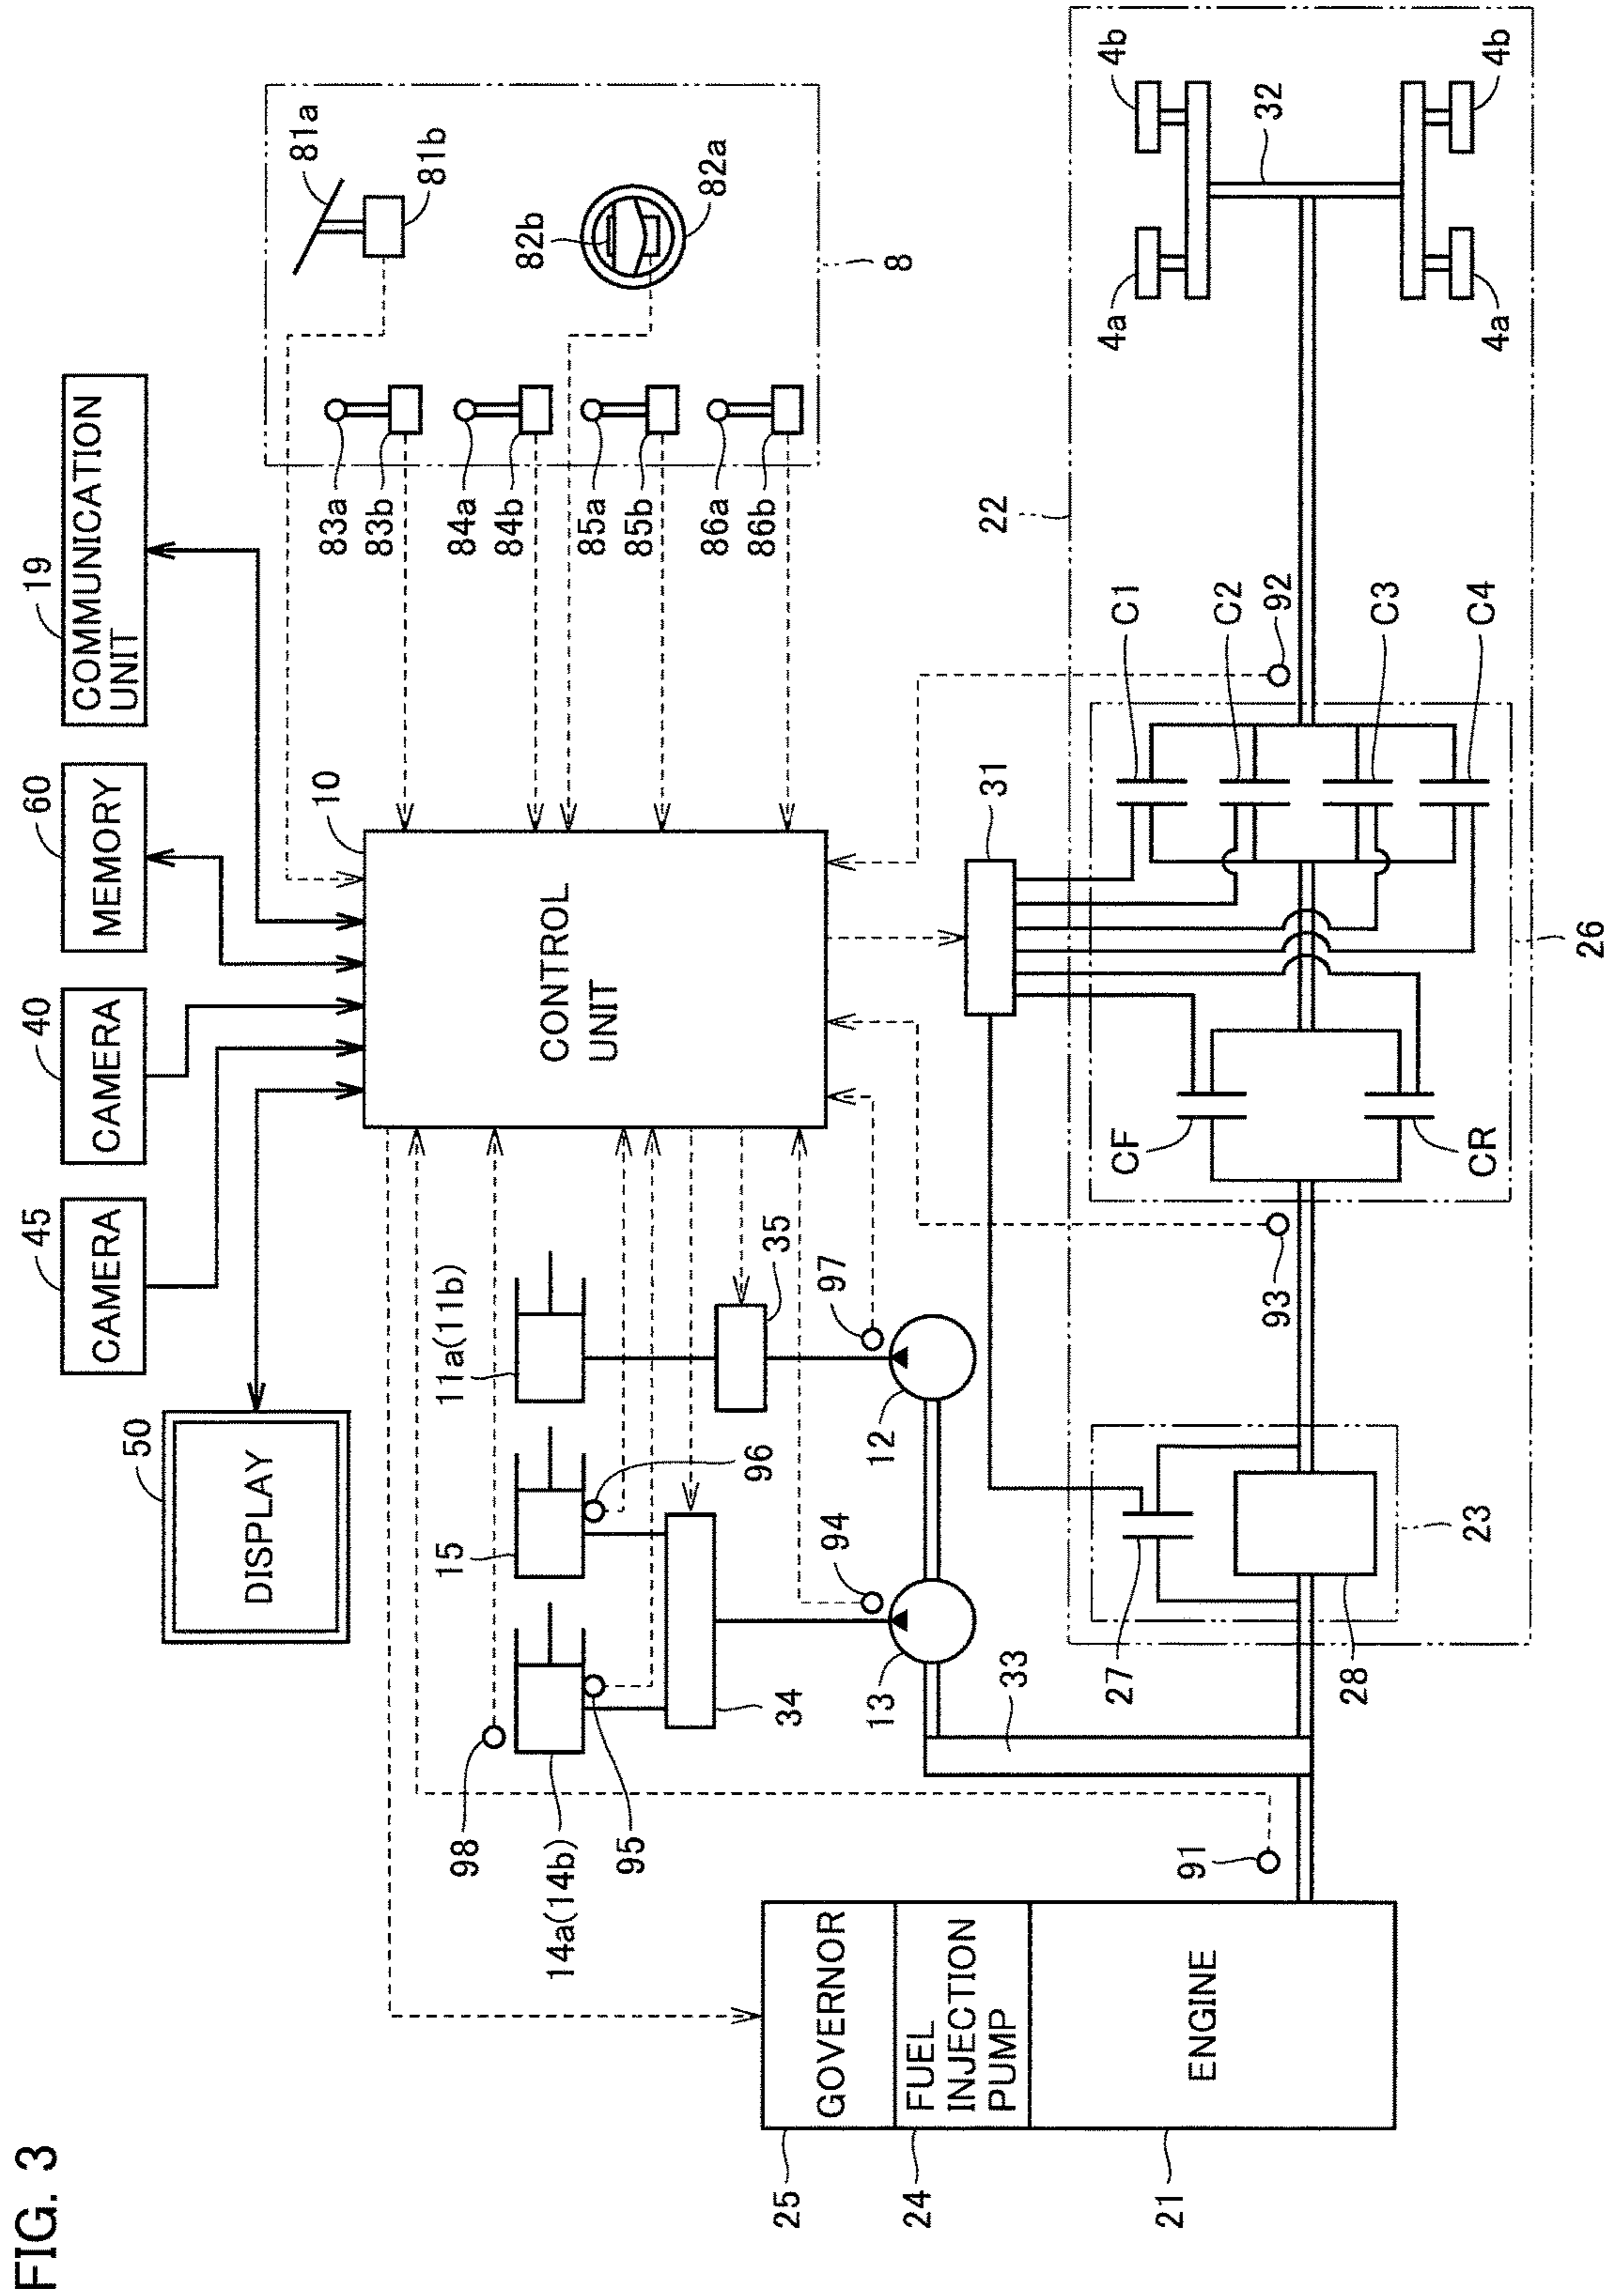 FIG. 3
50
DISPLAY
45
CAMERA
40
CAMERA
60
MEMORY
19
COMMUNICATION
UNIT
10
CONTROL
UNIT
81a
81b
82b
82a
8
83a
83b
84a
84b
85a
85b
86a
86b
98
14a(14b)
95
15
96
11a(11b)
34
35
13
94
12
97
33
31
25
GOVERNOR
24
FUEL
INJECTION
PUMP
21
ENGINE
91
27
28
23
93
CF
CR
26
C1
C2
C3
C4
92
22
32
4a
4b
4a
4b